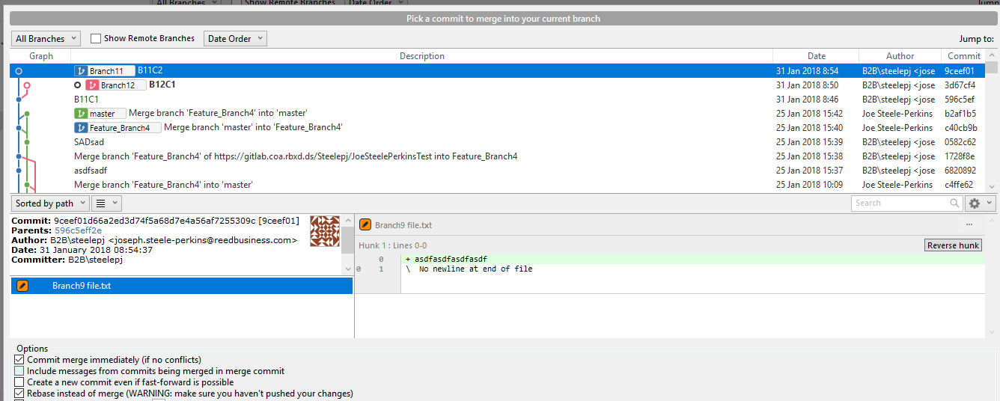 All Branches Show Remote Branches Date Order Jump
Pick a commit to merge into your current branch
All Branches Show Remote Branches Date Order Jump to:
Graph Description Date Author Commit
Branch11 B11C2 31 Jan 2018 8:54 B2B\steelepj <jose 9ceef01
Branch12 B12C1 31 Jan 2018 8:50 B2B\steelepj <jose 3d67cf4
B11C1 31 Jan 2018 8:46 B2B\steelepj <jose 596c5ef
master Merge branch 'Feature_Branch4' into 'master' 25 Jan 2018 15:42 Joe Steele-Perkins b2af1b5
Feature_Branch4 Merge branch 'master' into 'Feature_Branch4' 25 Jan 2018 15:40 Joe Steele-Perkins c40cb9b
SADsad 25 Jan 2018 15:39 B2B\steelepj <jose 0582c62
Merge branch 'Feature_Branch4' of https://gitlab.coa.rbxd.ds/Steelepj/JoeSteelePerkinsTest into Feature_Branch4 25 Jan 2018 15:38 B2B\steelepj <jose 1728f8e
asdfsadf 25 Jan 2018 15:37 B2B\steelepj <jose 6820892
Merge branch 'Feature_Branch4' into 'master' 25 Jan 2018 10:09 Joe Steele-Perkins c4ffe62
Sorted by path Search
Commit: 9ceef01d66a2ed3d74f5a68d7e4a56af7255309c [9ceef01]
Parents: 596c5eff2e
Author: B2B\steelepj <joseph.steele-perkins@reedbusiness.com>
Date: 31 January 2018 08:54:37
Committer: B2B\steelepj
Branch9 file.txt
Branch9 file.txt ...
Hunk 1 : Lines 0-0 Reverse hunk
0 + asdfasdfasdfasdf
0 1 \ No newline at end of file
Options
Commit merge immediately (if no conflicts)
Include messages from commits being merged in merge commit
Create a new commit even if fast-forward is possible
Rebase instead of merge (WARNING: make sure you haven't pushed your changes)